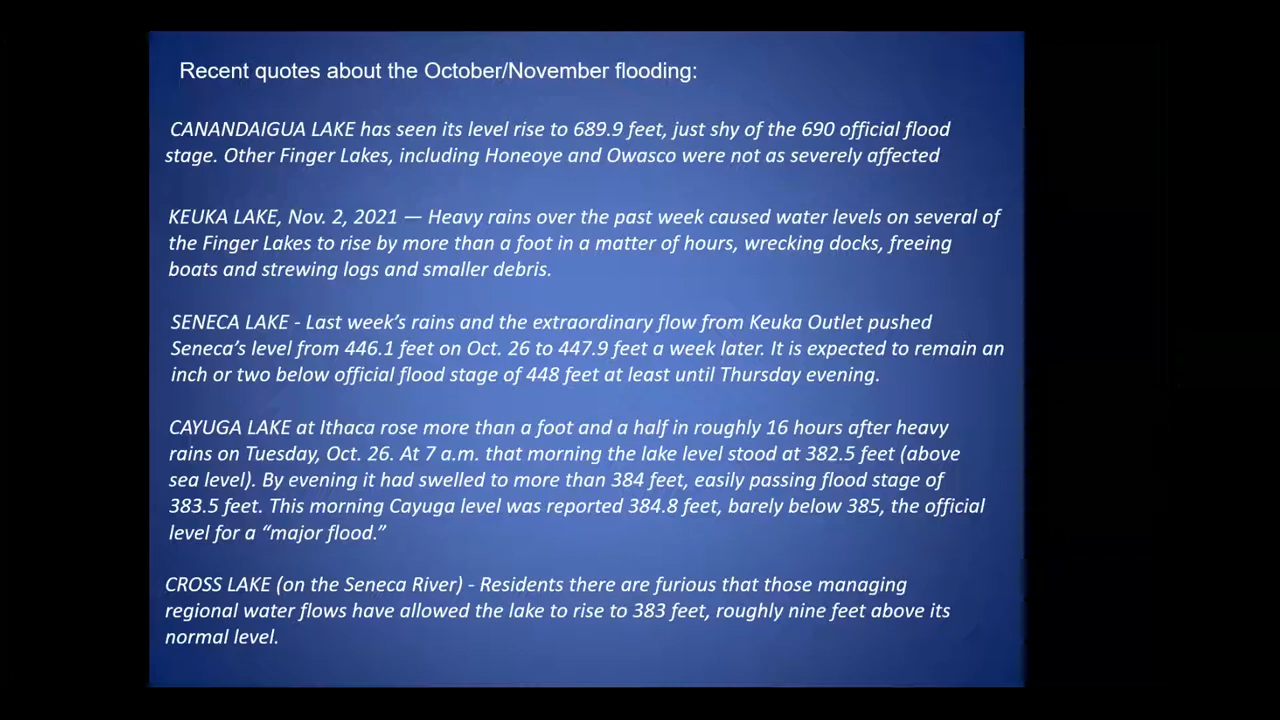 Recent quotes about the October/November flooding:
CANANDAIGUA LAKE has seen its level rise to 689.9 feet, just shy of the 690 official flood
stage. Other Finger Lakes, including Honeoye and Owasco were not as severely affected
KEUKA LAKE, Nov. 2, 2021 — Heavy rains over the past week caused water levels on several of
the Finger Lakes to rise by more than a foot in a matter of hours, wrecking docks, freeing
boats and strewing logs and smaller debris.
SENECA LAKE - Last week’s rains and the extraordinary flow from Keuka Outlet pushed
Seneca’s level from 446.1 feet on Oct. 26 to 447.9 feet a week later. It is expected to remain an
inch or two below official flood stage of 448 feet at least until Thursday evening.
CAYUGA LAKE at Ithaca rose more than a foot and a half in roughly 16 hours after heavy
rains on Tuesday, Oct. 26. At 7 a.m. that morning the lake level stood at 382.5 feet (above
sea level). By evening it had swelled to more than 384 feet, easily passing flood stage of
383.5 feet. This morning Cayuga level was reported 384.8 feet, barely below 385, the official
level for a “major flood.”
CROSS LAKE (on the Seneca River) - Residents there are furious that those managing
regional water flows have allowed the lake to rise to 383 feet, roughly nine feet above its
normal level.